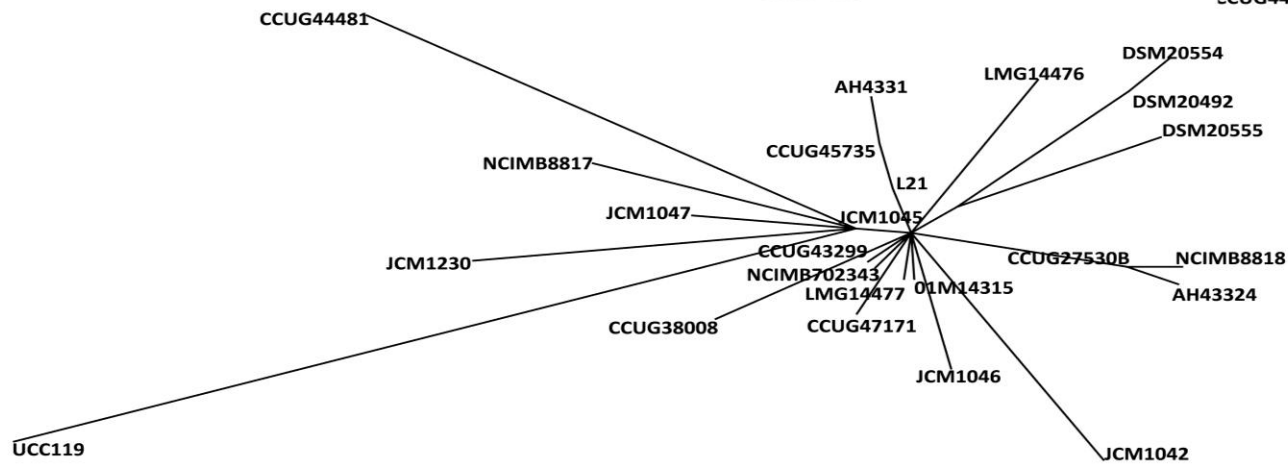 CCUG44481
DSM20554
LMG14476
AH4331
DSM20492
DSM20555
CCUG45735
NCIMB8817
L21
JCM1047
JCM1045
CCUG43299
CCUG27530B
NCIMB8818
JCM1230
NCIMB702343
01M14315
LMG14477
AH43324
CCUG38008
CCUG47171
JCM1046
UCC119
JCM1042